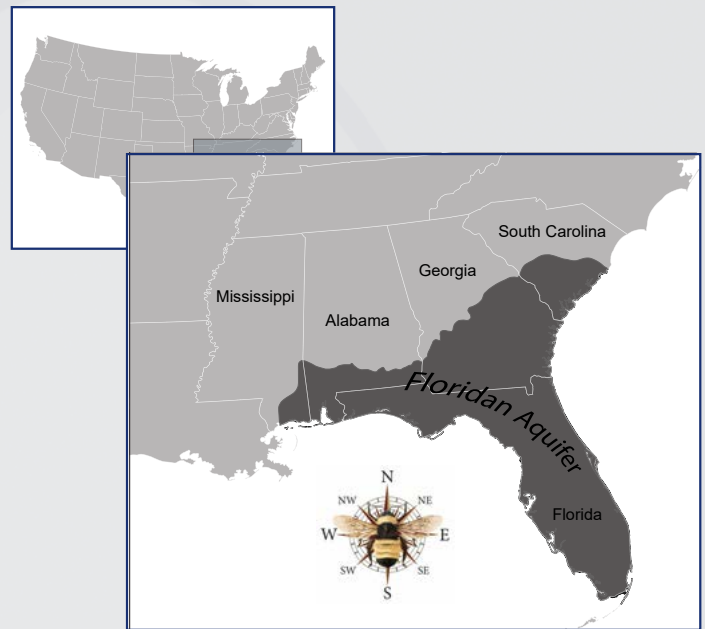 South Carolina
Georgia
Mississippi
Alabama
Floridan Aquifer
Florida
N
NW
NE
W
E
SW
SE
S